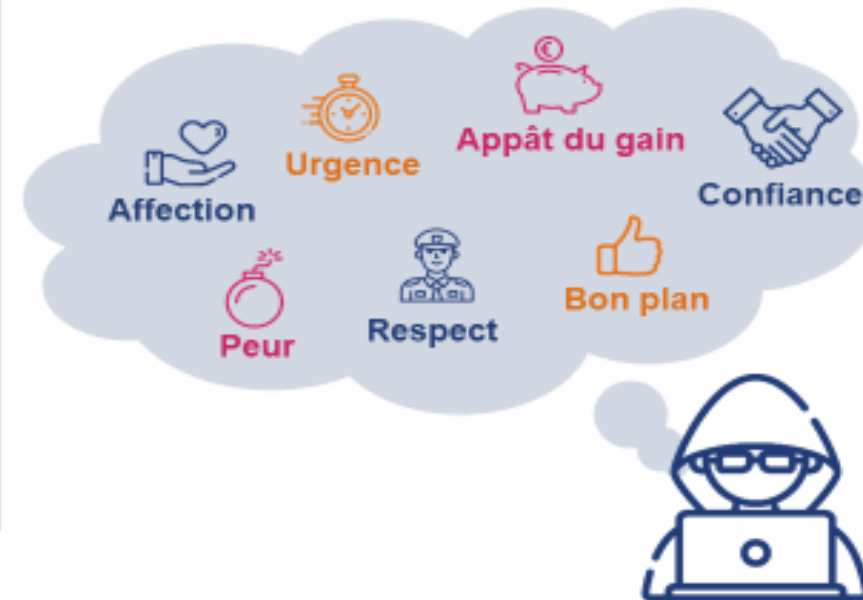 Affection
Urgence
Appât du gain
Confiance
Peur
Respect
Bon plan